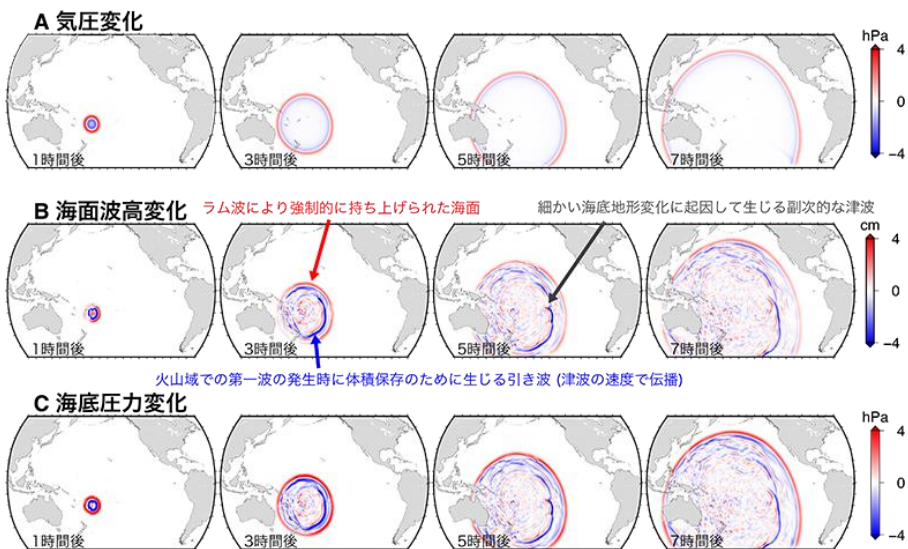 A 気圧変化
hPa
4
0
−4
1時間後
3時間後
5時間後
7時間後
B 海面波高変化
ラム波により強制的に持ち上げられた海面
細かい海底地形変化に起因して生じる副次的な津波
cm
4
0
−4
1時間後
3時間後
5時間後
7時間後
火山域での第一波の発生時に体積保存のために生じる引き波 (津波の速度で伝播)
C 海底圧力変化
hPa
4
0
−4
1時間後
3時間後
5時間後
7時間後